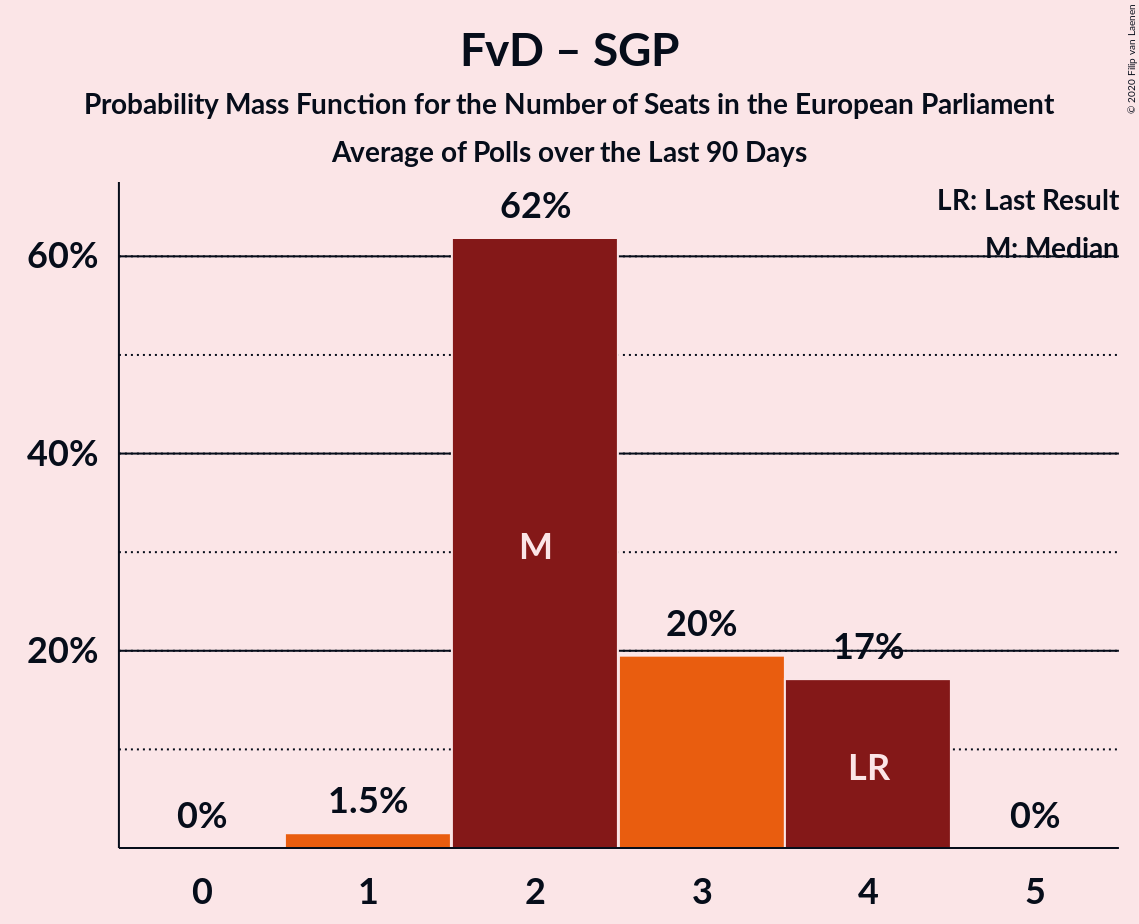 FvD – SGP
Probability Mass Function for the Number of Seats in the European Parliament
Average of Polls over the Last 90 Days
© 2020 Filip van Laenen
LR: Last Result
M: Median
62%
60%
40%
20%
M
20%
17%
LR
0%
1.5%
0%
0 1 2 3 4 5